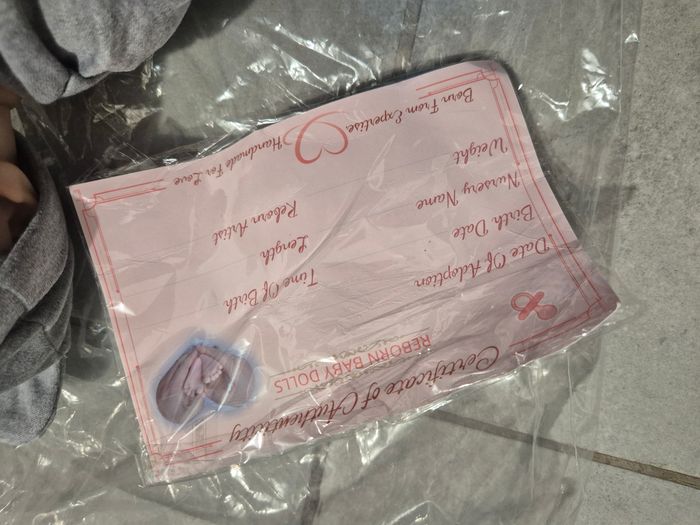 Certificate of Authenticity
REBORN BABY DOLLS
Date Of Adoption
Birth Date Time Of Birth
Nursery Name Length
Weight Reborn Artist
Born From Expertise, Handmade For Love